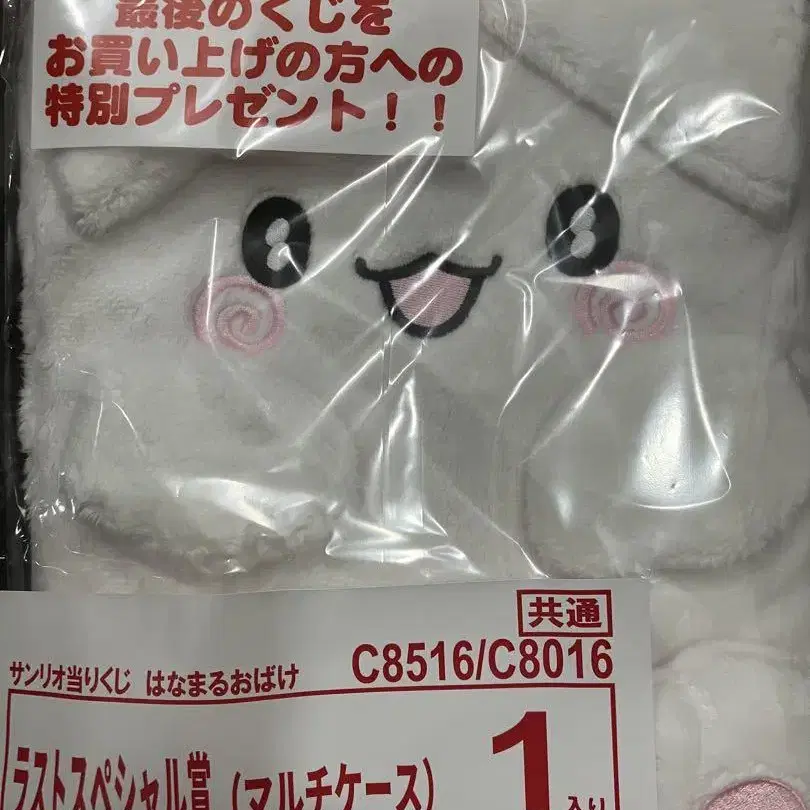 最後のくじを
お買い上げの方への
特別プレゼント！！
共通
C8516/C8016
サンリオ当りくじ はなまるおばけ
ラストスペシャル賞（マルチケース）
1入り